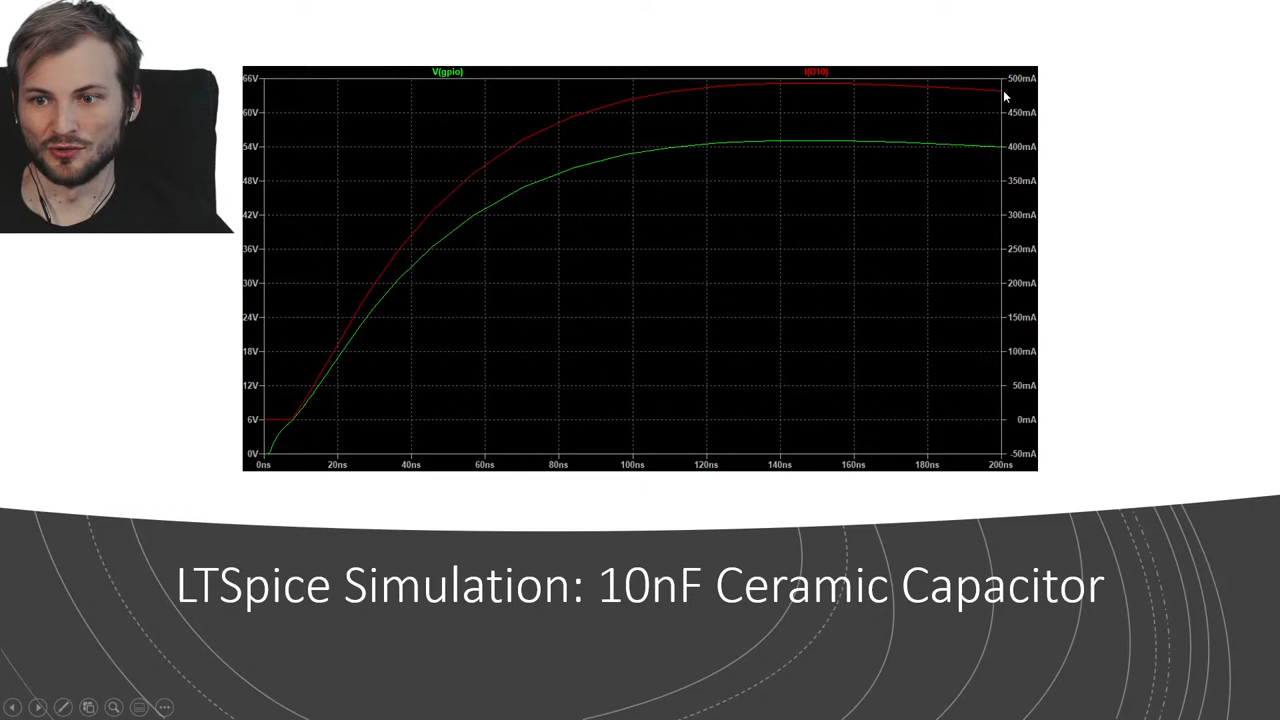 V(gpio) I(D10)
66V 500mA
60V 450mA
54V 400mA
48V 350mA
42V 300mA
36V 250mA
30V 200mA
24V 150mA
18V 100mA
12V 50mA
6V 0mA
0V -50mA
0ns 20ns 40ns 60ns 80ns 100ns 120ns 140ns 160ns 180ns 200ns
LTSpice Simulation: 10nF Ceramic Capacitor